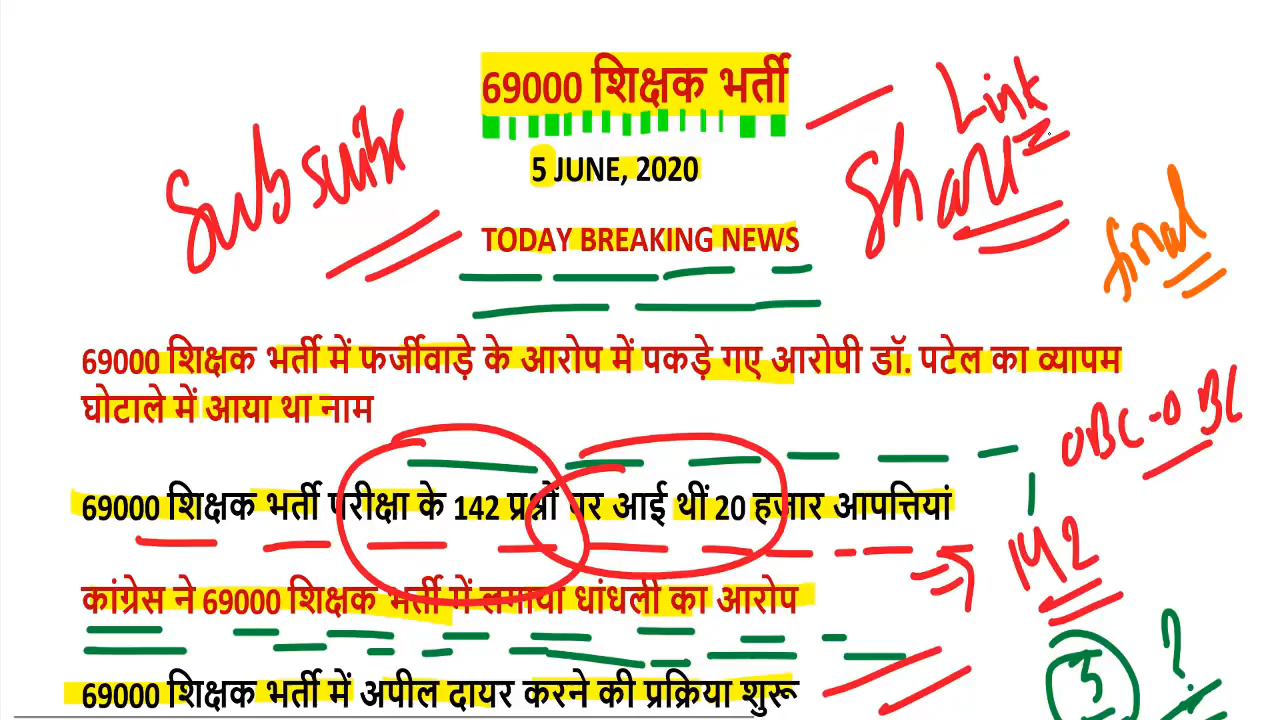 69000 शिक्षक भर्ती
Link
Subscribe
Share
5 JUNE, 2020
final
TODAY BREAKING NEWS
69000 शिक्षक भर्ती में फर्जीवाड़े के आरोप में पकड़े गए आरोपी डॉ. पटेल का व्यापम
घोटाले में आया था नाम
OBC - OBC
69000 शिक्षक भर्ती परीक्षा के 142 प्रश्नों पर आई थीं 20 हजार आपत्तियां
142
कांग्रेस ने 69000 शिक्षक भर्ती में लगाया धांधली का आरोप
?
69000 शिक्षक भर्ती में अपील दायर करने की प्रक्रिया शुरू